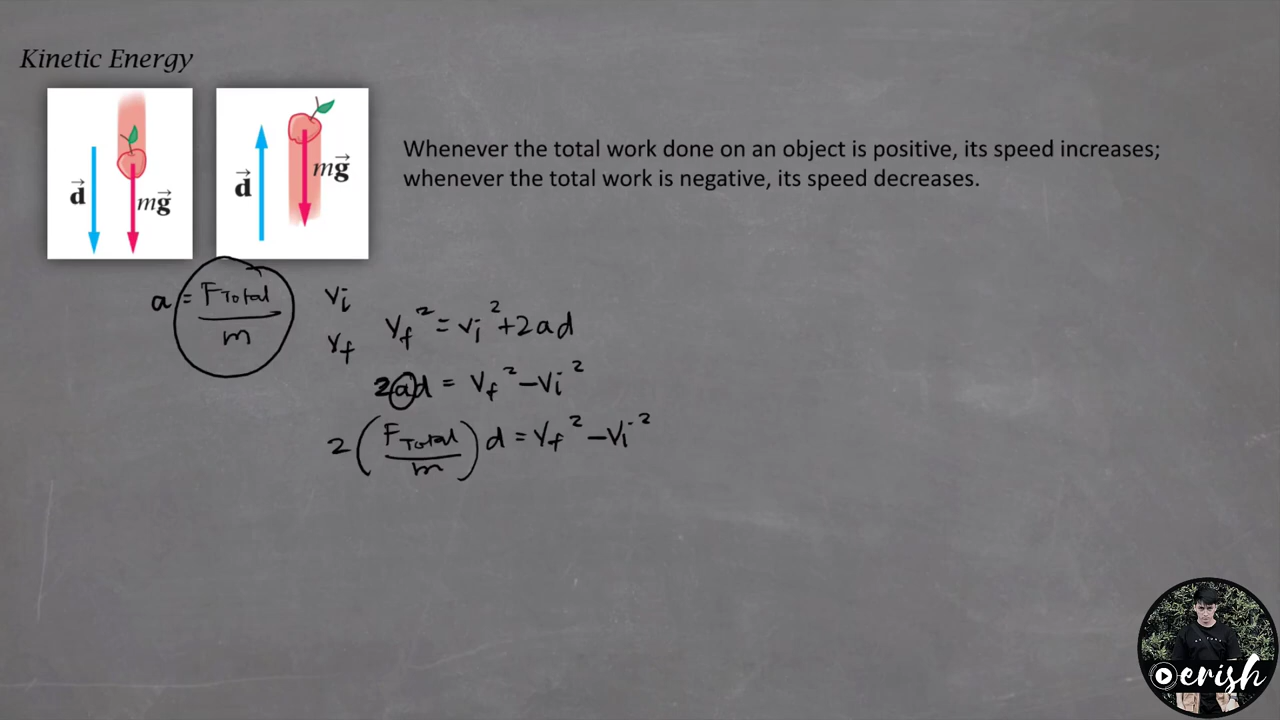 Kinetic Energy
d⃗
mg⃗
d⃗
mg⃗
Whenever the total work done on an object is positive, its speed increases;
whenever the total work is negative, its speed decreases.
a = F_Total / m
v_i
v_f
v_f² = v_i² + 2ad
2ad = v_f² − v_i²
2(F_Total / m)d = v_f² − v_i²
erish